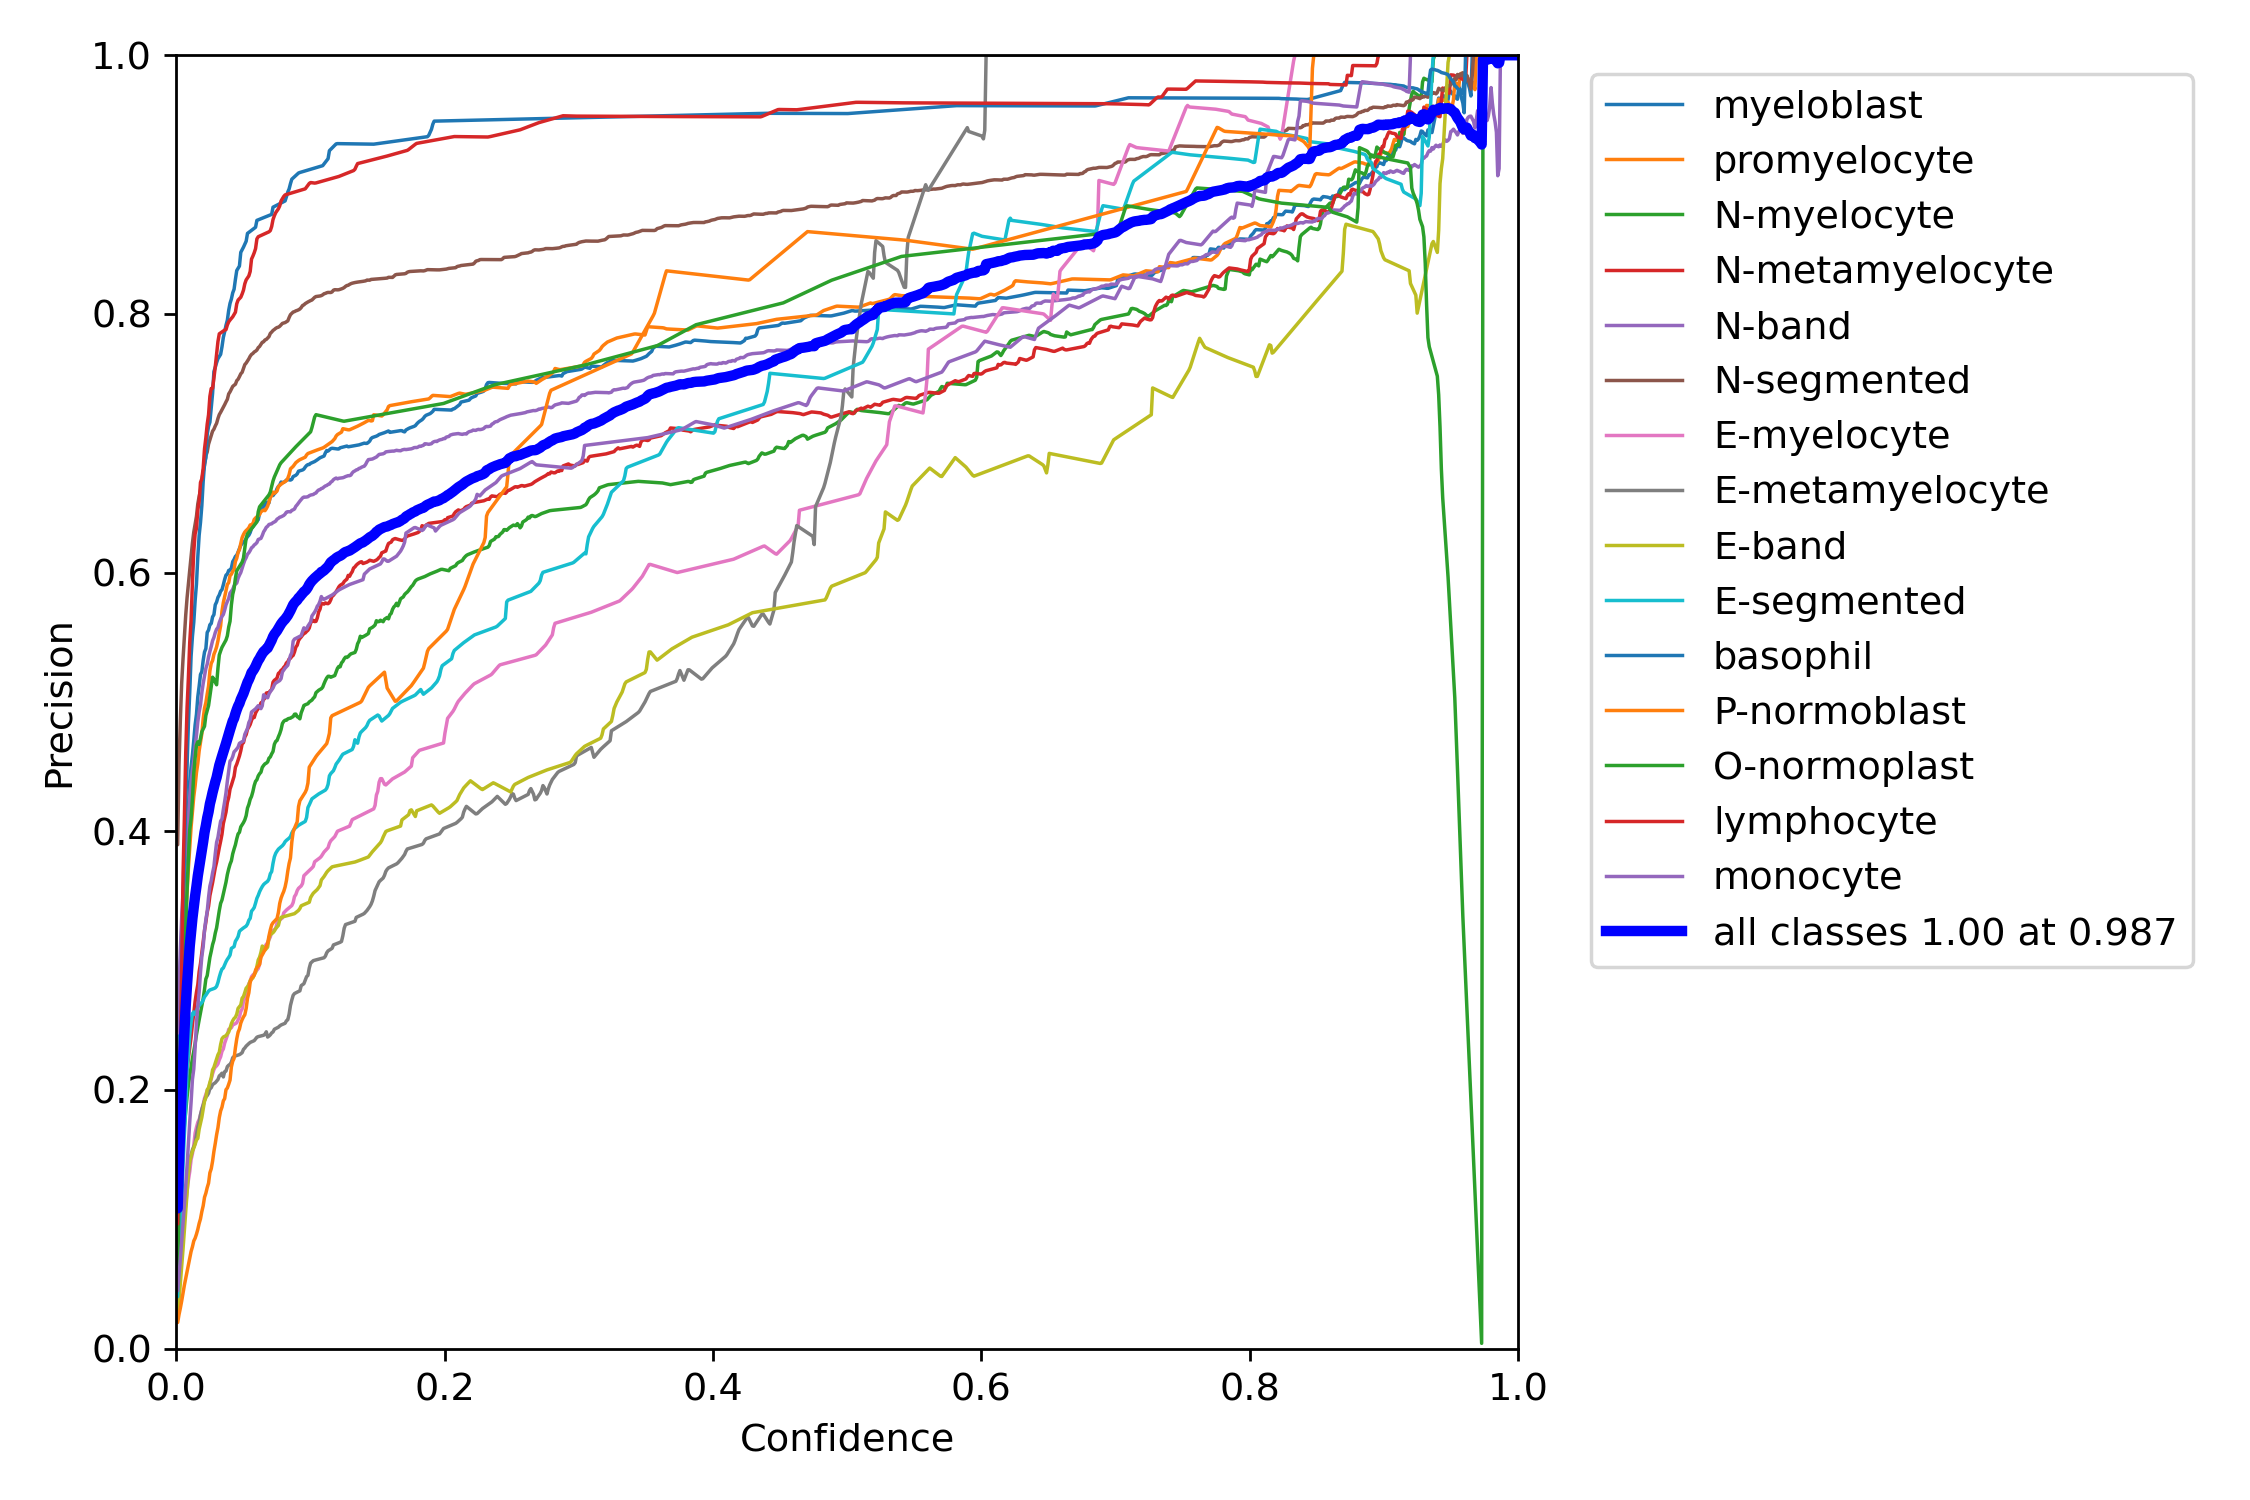 1.0
0.8
0.6
0.4
0.2
0.0
Precision
0.0 0.2 0.4 0.6 0.8 1.0
Confidence
myeloblast
promyelocyte
N-myelocyte
N-metamyelocyte
N-band
N-segmented
E-myelocyte
E-metamyelocyte
E-band
E-segmented
basophil
P-normoblast
O-normoplast
lymphocyte
monocyte
all classes 1.00 at 0.987